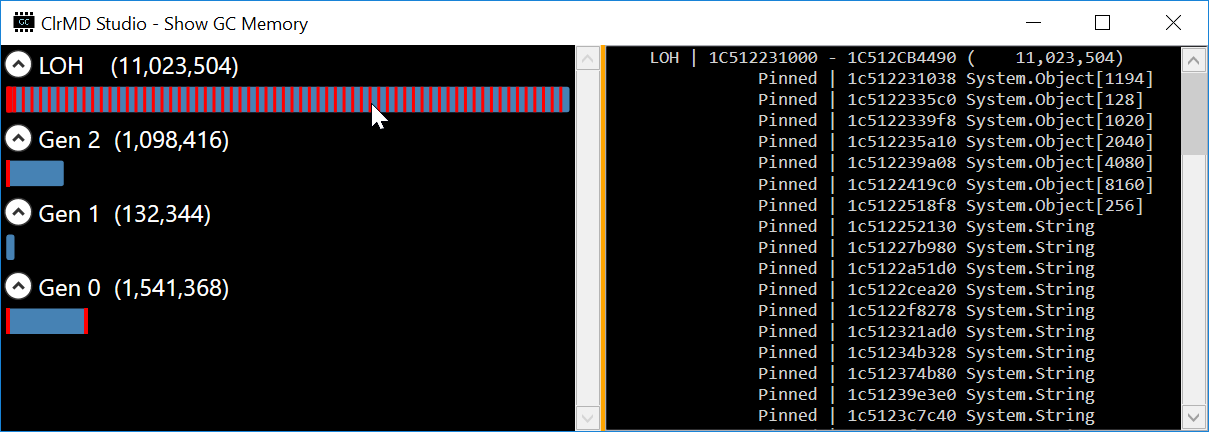 GC ClrMD Studio - Show GC Memory
LOH (11,023,504)
Gen 2 (1,098,416)
Gen 1 (132,344)
Gen 0 (1,541,368)
LOH | 1C512231000 - 1C512CB4490 ( 11,023,504)
Pinned | 1c512231038 System.Object[1194]
Pinned | 1c5122335c0 System.Object[128]
Pinned | 1c5122339f8 System.Object[1020]
Pinned | 1c512235a10 System.Object[2040]
Pinned | 1c512239a08 System.Object[4080]
Pinned | 1c5122419c0 System.Object[8160]
Pinned | 1c5122518f8 System.Object[256]
Pinned | 1c512252130 System.String
Pinned | 1c51227b980 System.String
Pinned | 1c5122a51d0 System.String
Pinned | 1c5122cea20 System.String
Pinned | 1c5122f8278 System.String
Pinned | 1c512321ad0 System.String
Pinned | 1c51234b328 System.String
Pinned | 1c512374b80 System.String
Pinned | 1c51239e3e0 System.String
Pinned | 1c5123c7c40 System.String